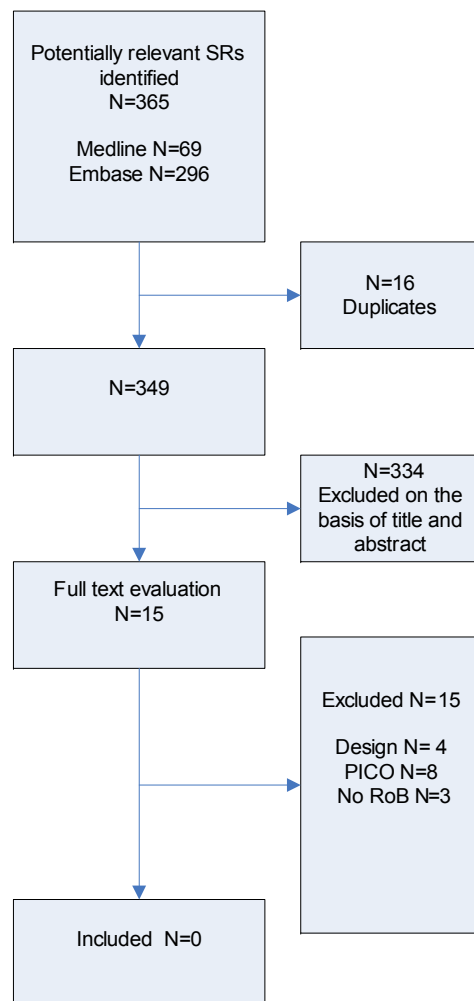 Potentially relevant SRs
identified
N=365
Medline N=69
Embase N=296
N=16
Duplicates
N=349
N=334
Excluded on the
basis of title and
abstract
Full text evaluation
N=15
Excluded N=15
Design N= 4
PICO N=8
No RoB N=3
Included N=0